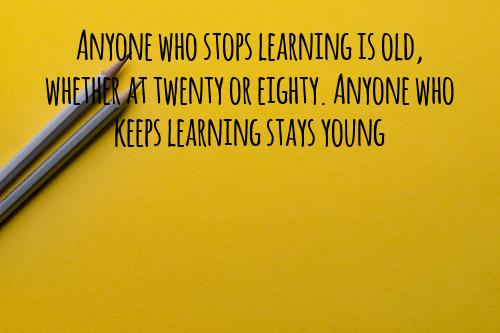 Anyone who stops learning is old,
whether at twenty or eighty. Anyone who
keeps learning stays young